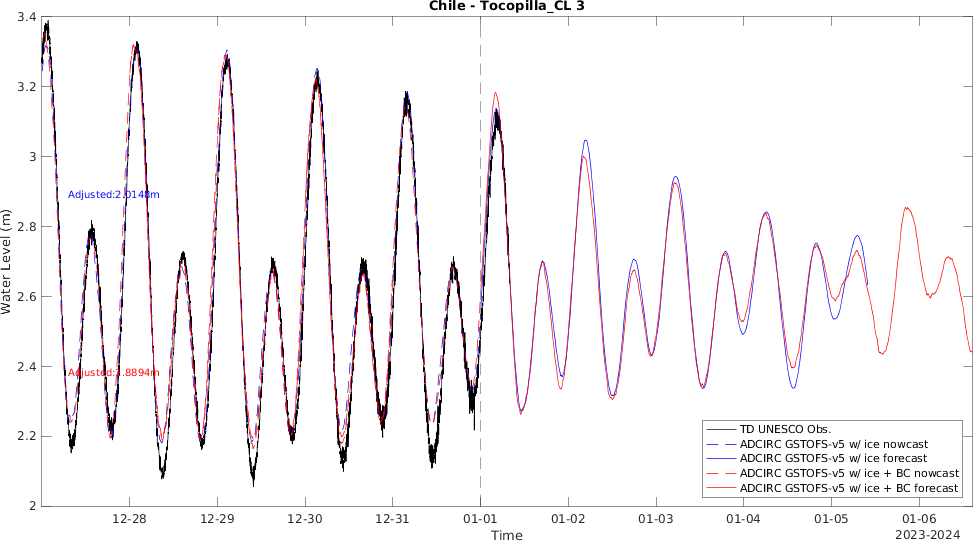 Chile - Tocopilla_CL 3
3.4
3.2
3
2.8
2.6
2.4
2.2
2
Water Level (m)
Adjusted:2.0148m
Adjusted:1.8894m
TD UNESCO Obs.
ADCIRC GSTOFS-v5 w/ ice nowcast
ADCIRC GSTOFS-v5 w/ ice forecast
ADCIRC GSTOFS-v5 w/ ice + BC nowcast
ADCIRC GSTOFS-v5 w/ ice + BC forecast
12-28 12-29 12-30 12-31 01-01 01-02 01-03 01-04 01-05 01-06
Time
2023-2024